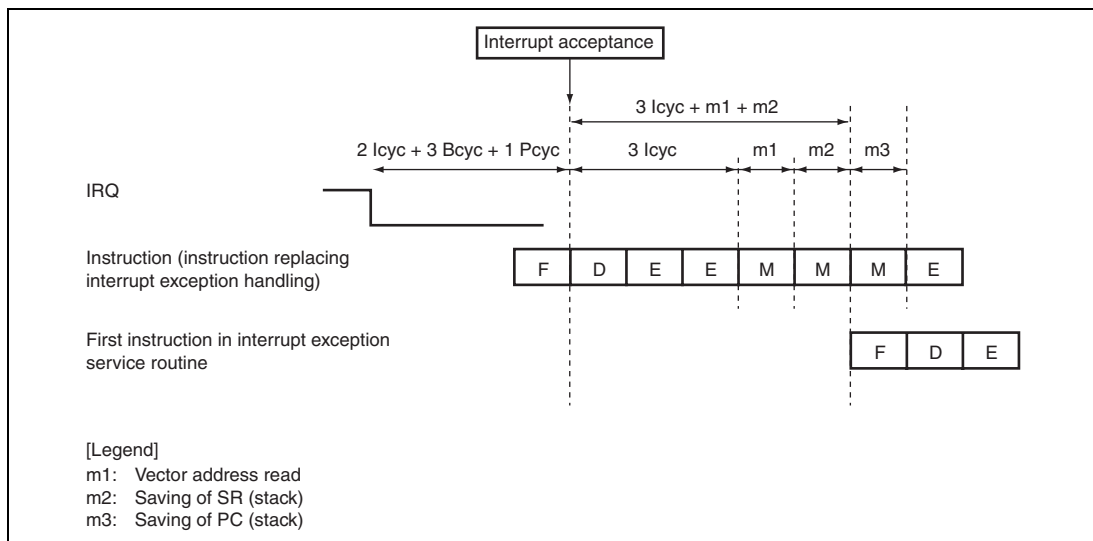 Interrupt acceptance
3 Icyc + m1 + m2
2 Icyc + 3 Bcyc + 1 Pcyc
3 Icyc
m1
m2
m3
IRQ
Instruction (instruction replacing
interrupt exception handling)
F D E E M M M E
First instruction in interrupt exception
service routine
F D E
[Legend]
m1: Vector address read
m2: Saving of SR (stack)
m3: Saving of PC (stack)